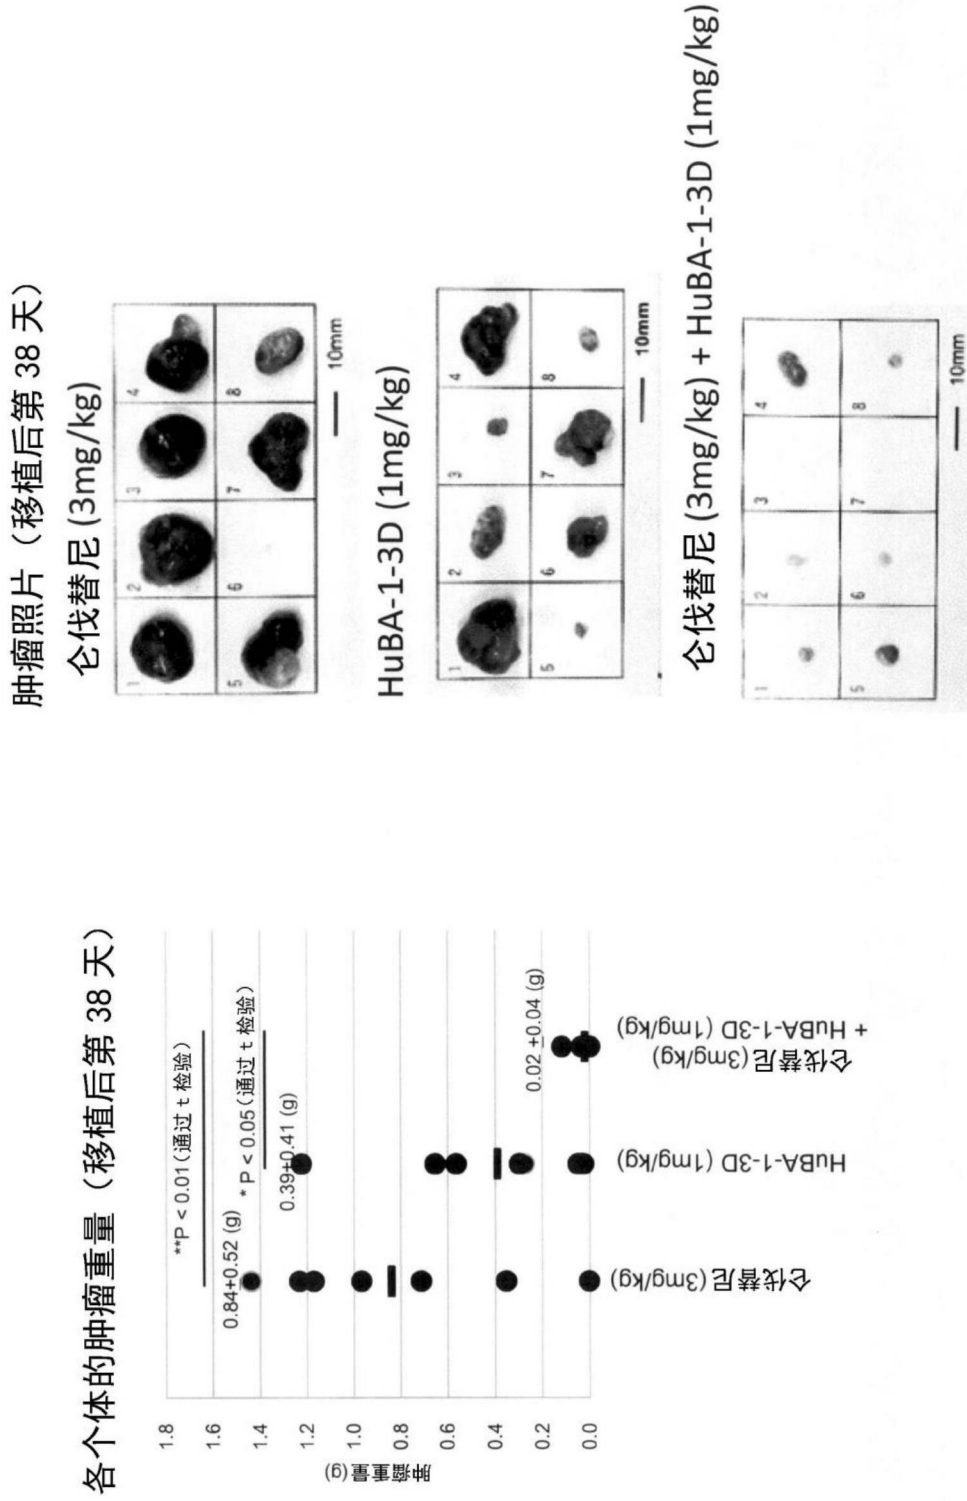 各个体的肿瘤重量（移植后第 38 天）
**P < 0.01（通过 t 检验）
0.84±0.52 (g)
* P < 0.05（通过 t 检验）
0.39±0.41 (g)
0.02 ±0.04 (g)
肿瘤重量(g)
1.8
1.6
1.4
1.2
1.0
0.8
0.6
0.4
0.2
0.0
仑伐替尼(3mg/kg)
HuBA-1-3D (1mg/kg)
仑伐替尼(3mg/kg)
+ HuBA-1-3D (1mg/kg)
肿瘤照片（移植后第 38 天）
仑伐替尼 (3mg/kg)
1 2 3 4
5 6 7 8
10mm
HuBA-1-3D (1mg/kg)
1 2 3 4
5 6 7 8
10mm
仑伐替尼 (3mg/kg) + HuBA-1-3D (1mg/kg)
1 2 3 4
5 6 7 8
10mm